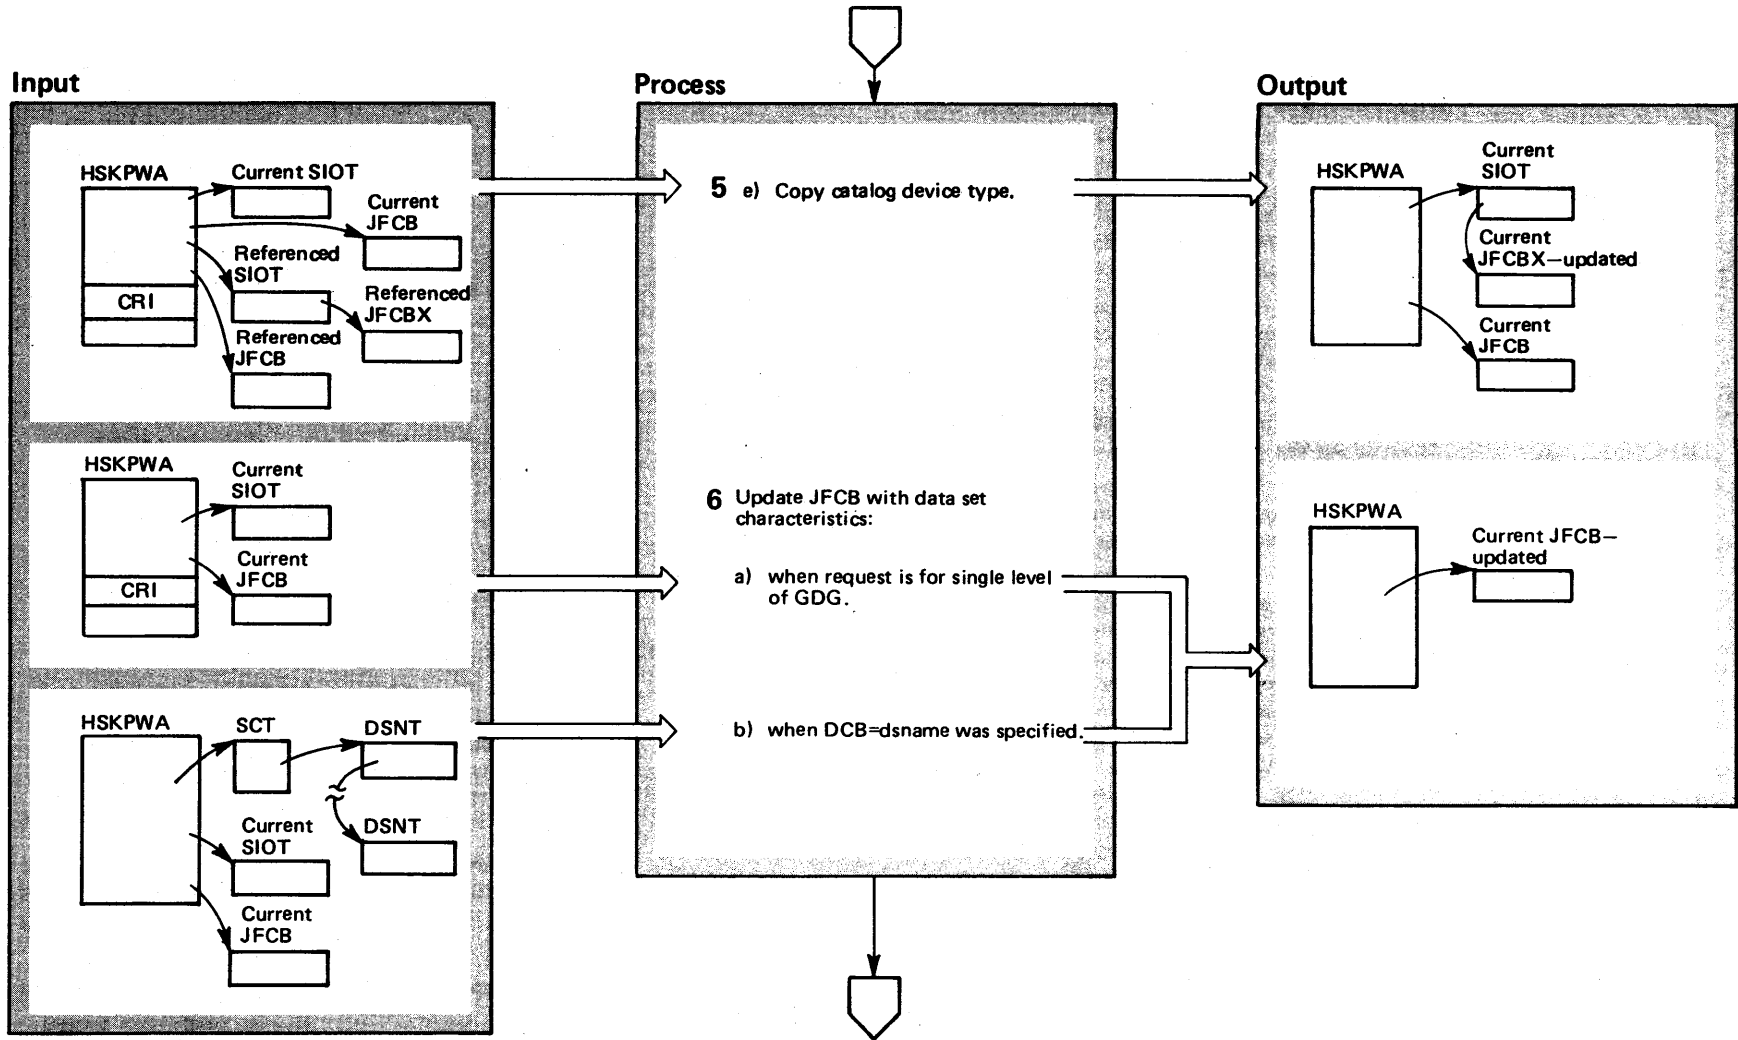 Input
HSKPWA
Current SIOT
Current
JFCB
Referenced
SIOT
CRI
Referenced
JFCBX
Referenced
JFCB
HSKPWA
Current
SIOT
Current
JFCB
CRI
HSKPWA
SCT
DSNT
DSNT
Current
SIOT
Current
JFCB
Process
5 e) Copy catalog device type.
6 Update JFCB with data set
characteristics:
a) when request is for single level
of GDG.
b) when DCB=dsname was specified.
Output
HSKPWA
Current
SIOT
Current
JFCBX—updated
Current
JFCB
HSKPWA
Current JFCB—
updated